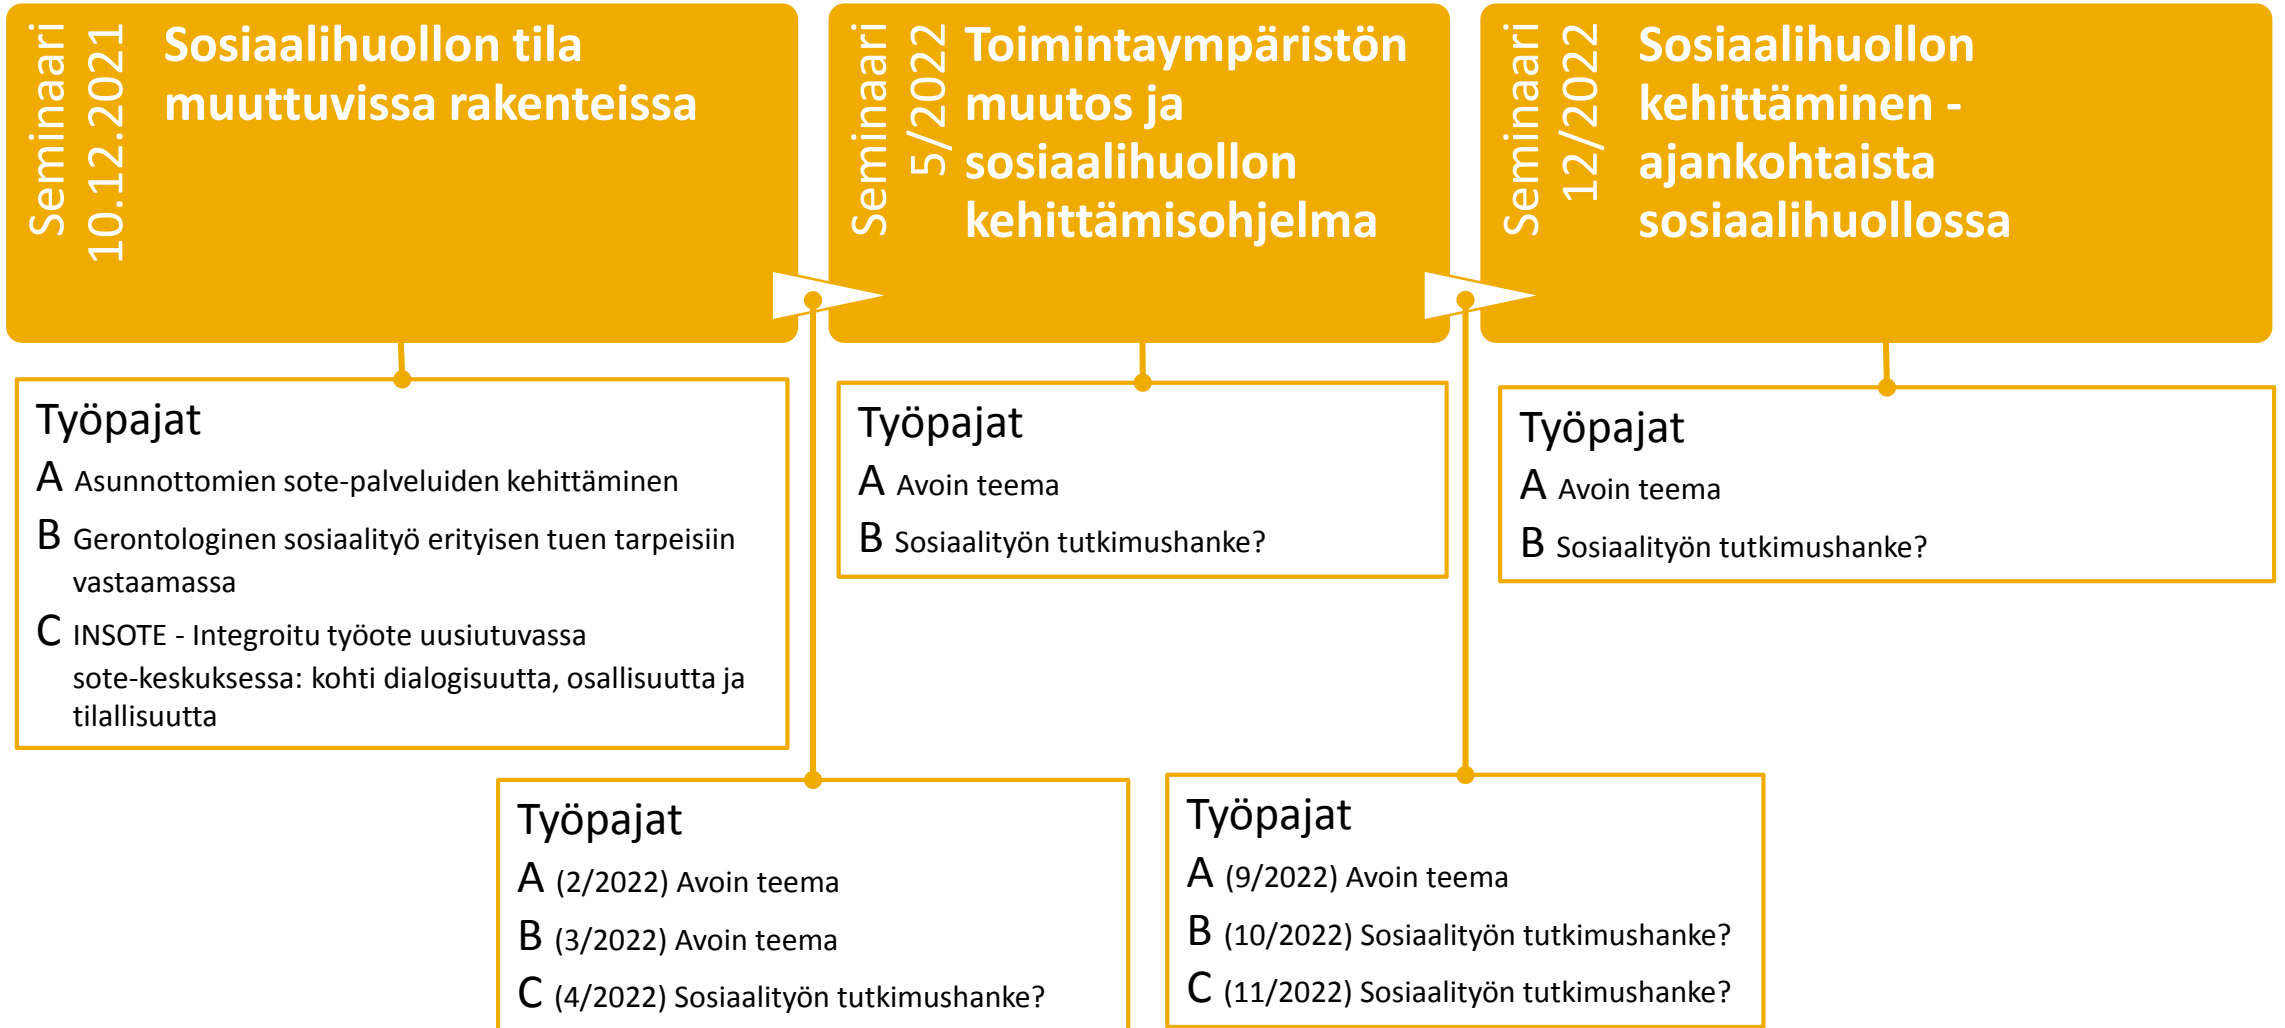 Seminaari
10.12.2021
Sosiaalihuollon tila
muuttuvissa rakenteissa
Seminaari
5/2022
Toimintaympäristön
muutos ja
sosiaalihuollon
kehittämisohjelma
Seminaari
12/2022
Sosiaalihuollon
kehittäminen -
ajankohtaista
sosiaalihuollossa
Työpajat
A Asunnottomien sote-palveluiden kehittäminen
B Gerontologinen sosiaalityö erityisen tuen tarpeisiin
vastaamassa
C INSOTE - Integroitu työote uusiutuvassa
sote-keskuksessa: kohti dialogisuutta, osallisuutta ja
tilallisuutta
Työpajat
A Avoin teema
B Sosiaalityön tutkimushanke?
Työpajat
A Avoin teema
B Sosiaalityön tutkimushanke?
Työpajat
A (2/2022) Avoin teema
B (3/2022) Avoin teema
C (4/2022) Sosiaalityön tutkimushanke?
Työpajat
A (9/2022) Avoin teema
B (10/2022) Sosiaalityön tutkimushanke?
C (11/2022) Sosiaalityön tutkimushanke?